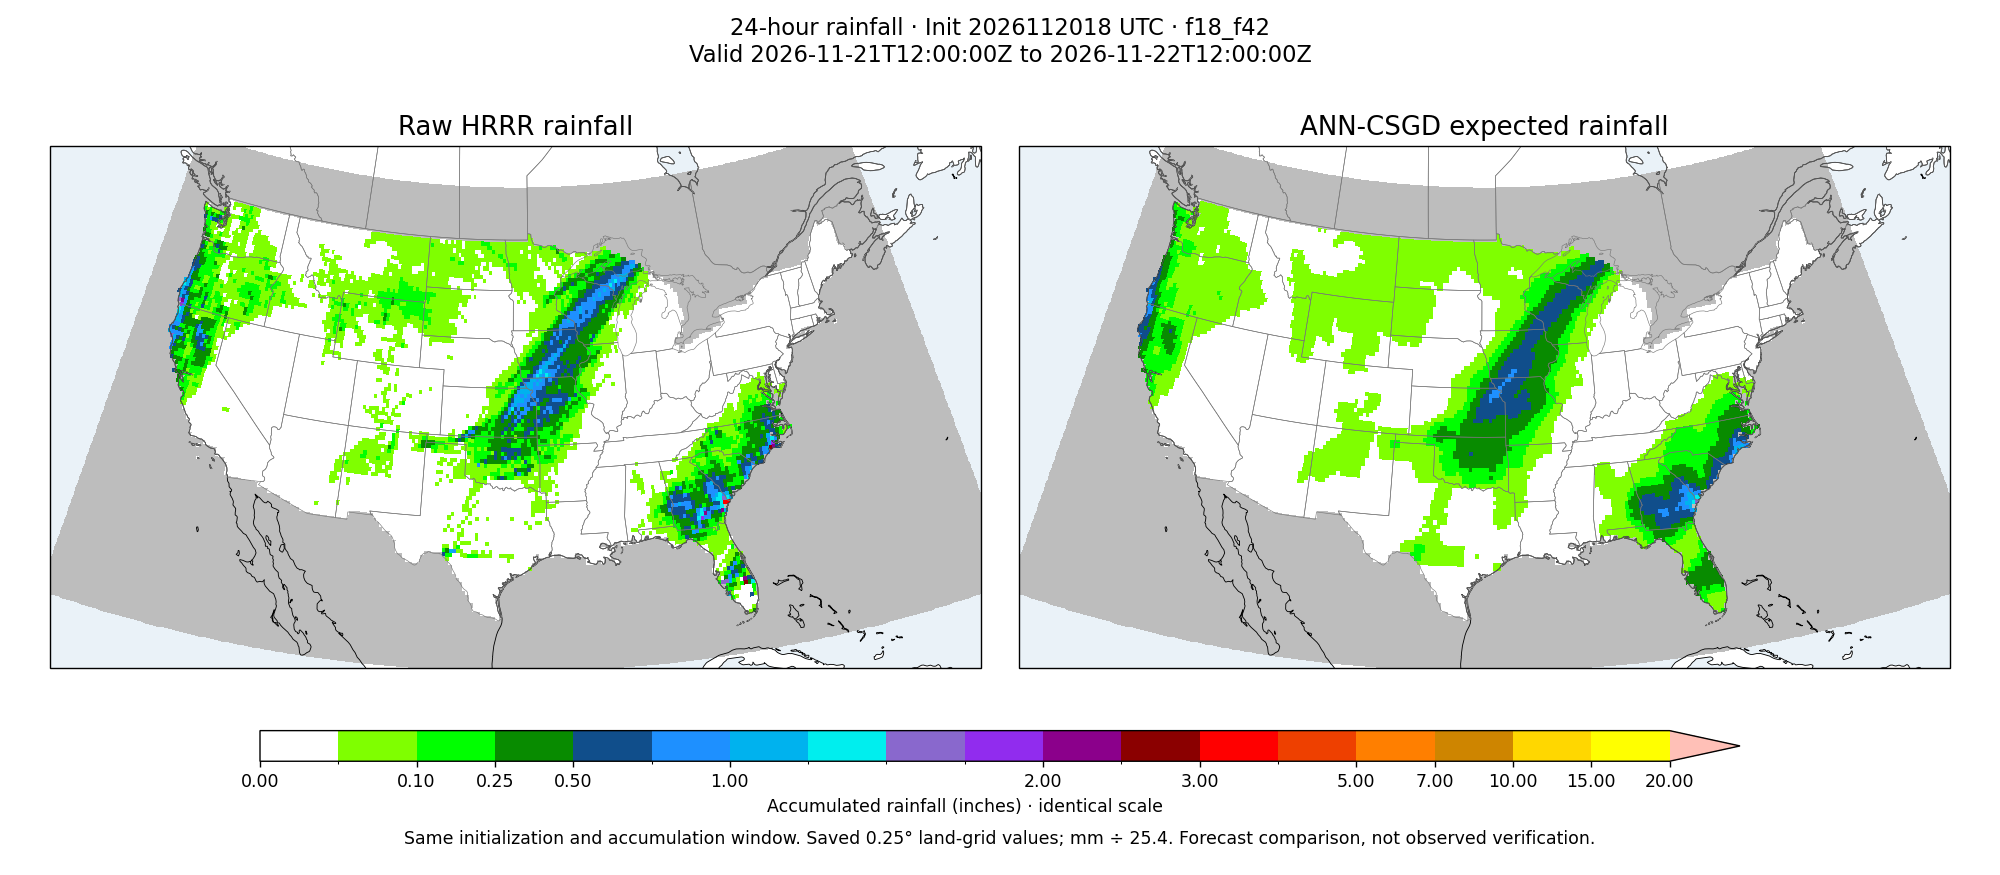 24-hour rainfall · Init 2026112018 UTC · f18_f42
Valid 2026-11-21T12:00:00Z to 2026-11-22T12:00:00Z
Raw HRRR rainfall
ANN-CSGD expected rainfall
0.00 0.10 0.25 0.50 1.00 2.00 3.00 5.00 7.00 10.00 15.00 20.00
Accumulated rainfall (inches) · identical scale
Same initialization and accumulation window. Saved 0.25° land-grid values; mm ÷ 25.4. Forecast comparison, not observed verification.